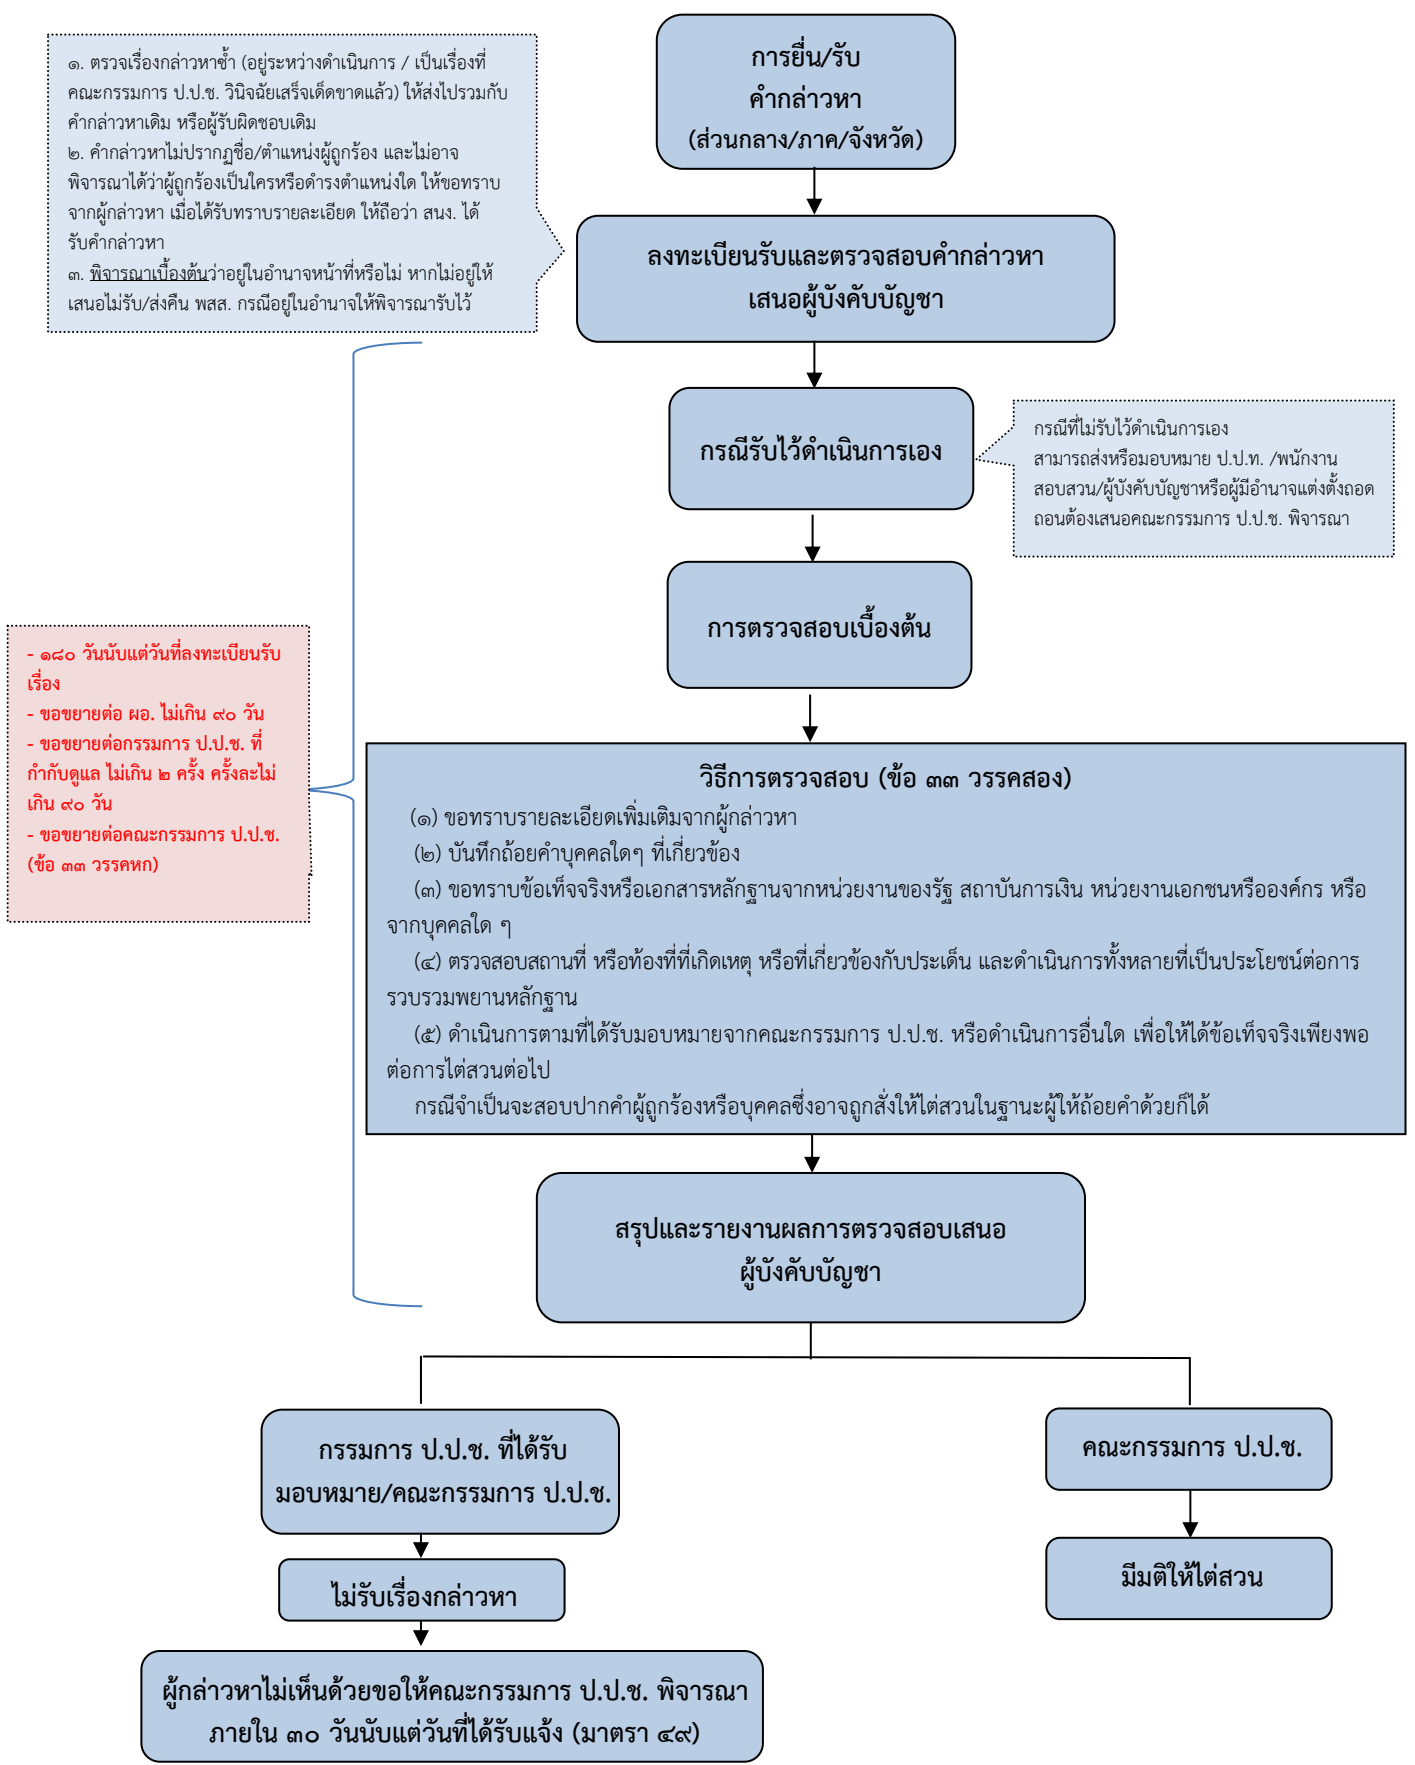 การยื่น/รับ
คำกล่าวหา
(ส่วนกลาง/ภาค/จังหวัด)
๑. ตรวจเรื่องกล่าวหาซ้ำ (อยู่ระหว่างดำเนินการ / เป็นเรื่องที่
คณะกรรมการ ป.ป.ช. วินิจฉัยเสร็จเด็ดขาดแล้ว) ให้ส่งไปรวมกับ
คำกล่าวหาเดิม หรือผู้รับผิดชอบเดิม
๒. คำกล่าวหาไม่ปรากฏชื่อ/ตำแหน่งผู้ถูกร้อง และไม่อาจ
พิจารณาได้ว่าผู้ถูกร้องเป็นใครหรือดำรงตำแหน่งใด ให้ขอทราบ
จากผู้กล่าวหา เมื่อได้รับทราบรายละเอียด ให้ถือว่า สนง. ได้
รับคำกล่าวหา
๓. พิจารณาเบื้องต้นว่าอยู่ในอำนาจหน้าที่หรือไม่ หากไม่อยู่ให้
เสนอไม่รับ/ส่งคืน พสส. กรณีอยู่ในอำนาจให้พิจารณารับไว้
ลงทะเบียนรับและตรวจสอบคำกล่าวหา
เสนอผู้บังคับบัญชา
กรณีรับไว้ดำเนินการเอง
กรณีที่ไม่รับไว้ดำเนินการเอง
สามารถส่งหรือมอบหมาย ป.ป.ท. /พนักงาน
สอบสวน/ผู้บังคับบัญชาหรือผู้มีอำนาจแต่งตั้งถอด
ถอนต้องเสนอคณะกรรมการ ป.ป.ช. พิจารณา
การตรวจสอบเบื้องต้น
- ๑๘๐ วันนับแต่วันที่ลงทะเบียนรับ
เรื่อง
- ขอขยายต่อ ผอ. ไม่เกิน ๙๐ วัน
- ขอขยายต่อกรรมการ ป.ป.ช. ที่
กำกับดูแล ไม่เกิน ๒ ครั้ง ครั้งละไม่
เกิน ๙๐ วัน
- ขอขยายต่อคณะกรรมการ ป.ป.ช.
(ข้อ ๓๓ วรรคหก)
วิธีการตรวจสอบ (ข้อ ๓๓ วรรคสอง)
(๑) ขอทราบรายละเอียดเพิ่มเติมจากผู้กล่าวหา
(๒) บันทึกถ้อยคำบุคคลใดๆ ที่เกี่ยวข้อง
(๓) ขอทราบข้อเท็จจริงหรือเอกสารหลักฐานจากหน่วยงานของรัฐ สถาบันการเงิน หน่วยงานเอกชนหรือองค์กร หรือ
จากบุคคลใด ๆ
(๔) ตรวจสอบสถานที่ หรือท้องที่ที่เกิดเหตุ หรือที่เกี่ยวข้องกับประเด็น และดำเนินการทั้งหลายที่เป็นประโยชน์ต่อการ
รวบรวมพยานหลักฐาน
(๕) ดำเนินการตามที่ได้รับมอบหมายจากคณะกรรมการ ป.ป.ช. หรือดำเนินการอื่นใด เพื่อให้ได้ข้อเท็จจริงเพียงพอ
ต่อการไต่สวนต่อไป
กรณีจำเป็นจะสอบปากคำผู้ถูกร้องหรือบุคคลซึ่งอาจถูกสั่งให้ไต่สวนในฐานะผู้ให้ถ้อยคำด้วยก็ได้
สรุปและรายงานผลการตรวจสอบเสนอ
ผู้บังคับบัญชา
กรรมการ ป.ป.ช. ที่ได้รับ
มอบหมาย/คณะกรรมการ ป.ป.ช.
คณะกรรมการ ป.ป.ช.
ไม่รับเรื่องกล่าวหา
มีมติให้ไต่สวน
ผู้กล่าวหาไม่เห็นด้วยขอให้คณะกรรมการ ป.ป.ช. พิจารณา
ภายใน ๓๐ วันนับแต่วันที่ได้รับแจ้ง (มาตรา ๔๙)